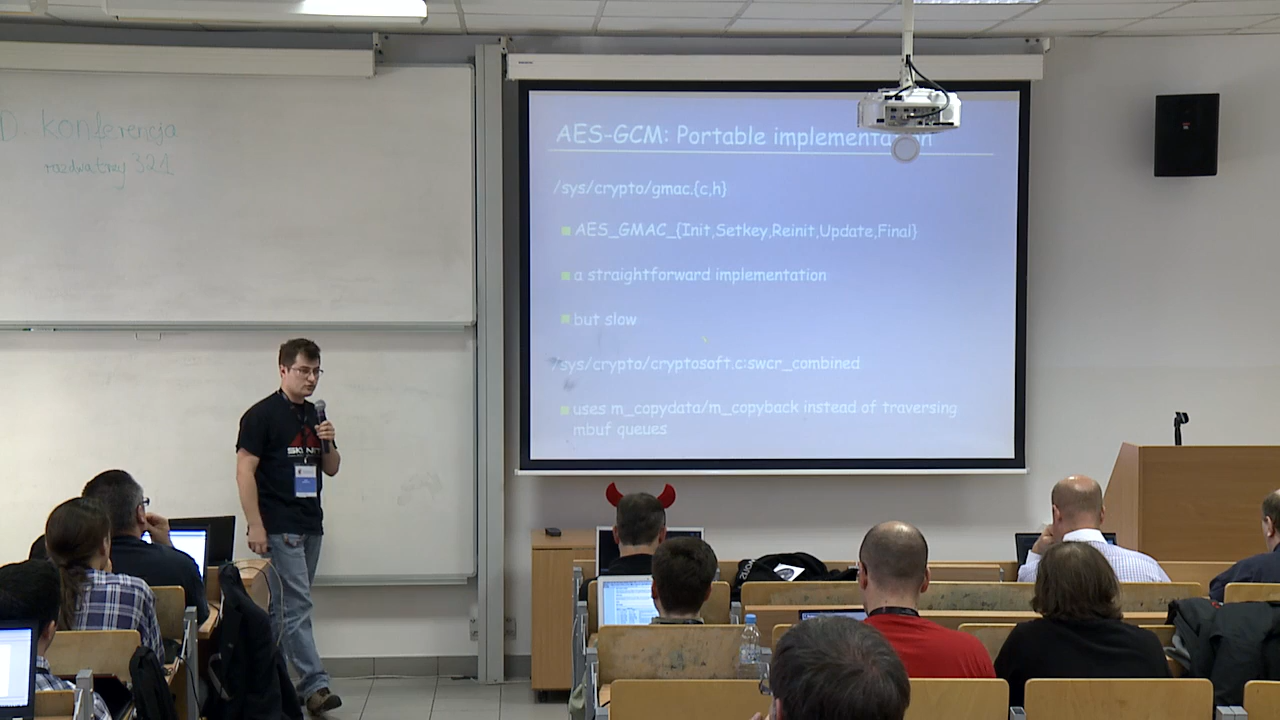 D. konferencja
rozdwatrzy 321
AES-GCM: Portable implementation
/sys/crypto/gmac.{c,h}
AES_GMAC_{Init,Setkey,Reinit,Update,Final}
a straightforward implementation
but slow
/sys/crypto/cryptosoft.c:swcr_combined
uses m_copydata/m_copyback instead of traversing
mbuf queues